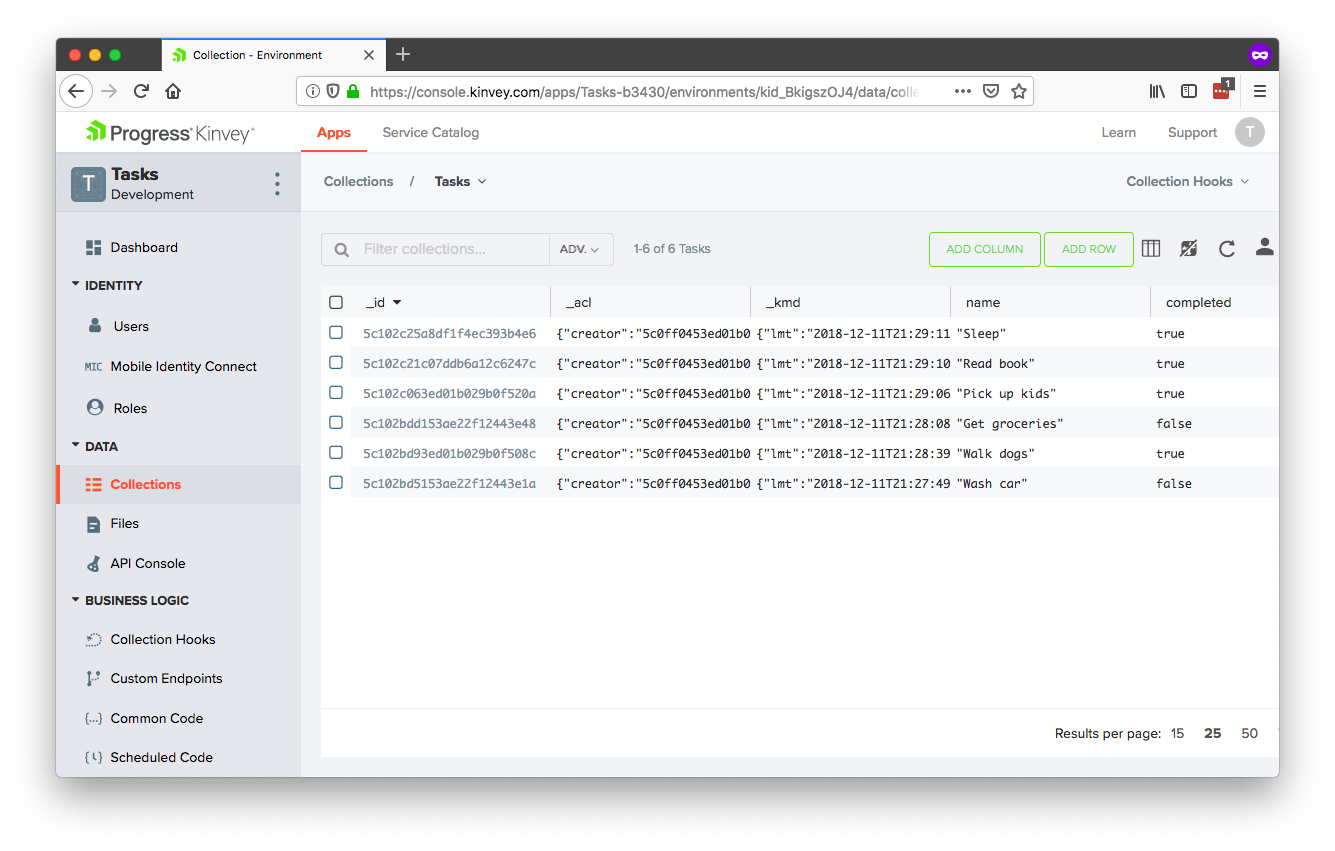 Collection - Environment
1
https://console.kinvey.com/apps/Tasks-b3430/environments/kid_BkigszOJ4/data/colle
Progress Kinvey
Apps
Service Catalog
Learn
Support
T
T
Tasks
Development
Collections / Tasks
Collection Hooks
Dashboard
IDENTITY
Users
MIC Mobile Identity Connect
Roles
DATA
Collections
Files
API Console
BUSINESS LOGIC
Collection Hooks
Custom Endpoints
{...} Common Code
Scheduled Code
Filter collections...
ADV.
1-6 of 6 Tasks
ADD COLUMN
ADD ROW
_id _acl _kmd name completed
5c102c25a8df1f4ec393b4e6 {"creator":"5c0ff0453ed01b0 {"lmt":"2018-12-11T21:29:11 "Sleep" true
5c102c21c07ddb6a12c6247c {"creator":"5c0ff0453ed01b0 {"lmt":"2018-12-11T21:29:10 "Read book" true
5c102c063ed01b029b0f520a {"creator":"5c0ff0453ed01b0 {"lmt":"2018-12-11T21:29:06 "Pick up kids" true
5c102bdd153ae22f12443e48 {"creator":"5c0ff0453ed01b0 {"lmt":"2018-12-11T21:28:08 "Get groceries" false
5c102bd93ed01b029b0f508c {"creator":"5c0ff0453ed01b0 {"lmt":"2018-12-11T21:28:39 "Walk dogs" true
5c102bd5153ae22f12443e1a {"creator":"5c0ff0453ed01b0 {"lmt":"2018-12-11T21:27:49 "Wash car" false
Results per page: 15 25 50